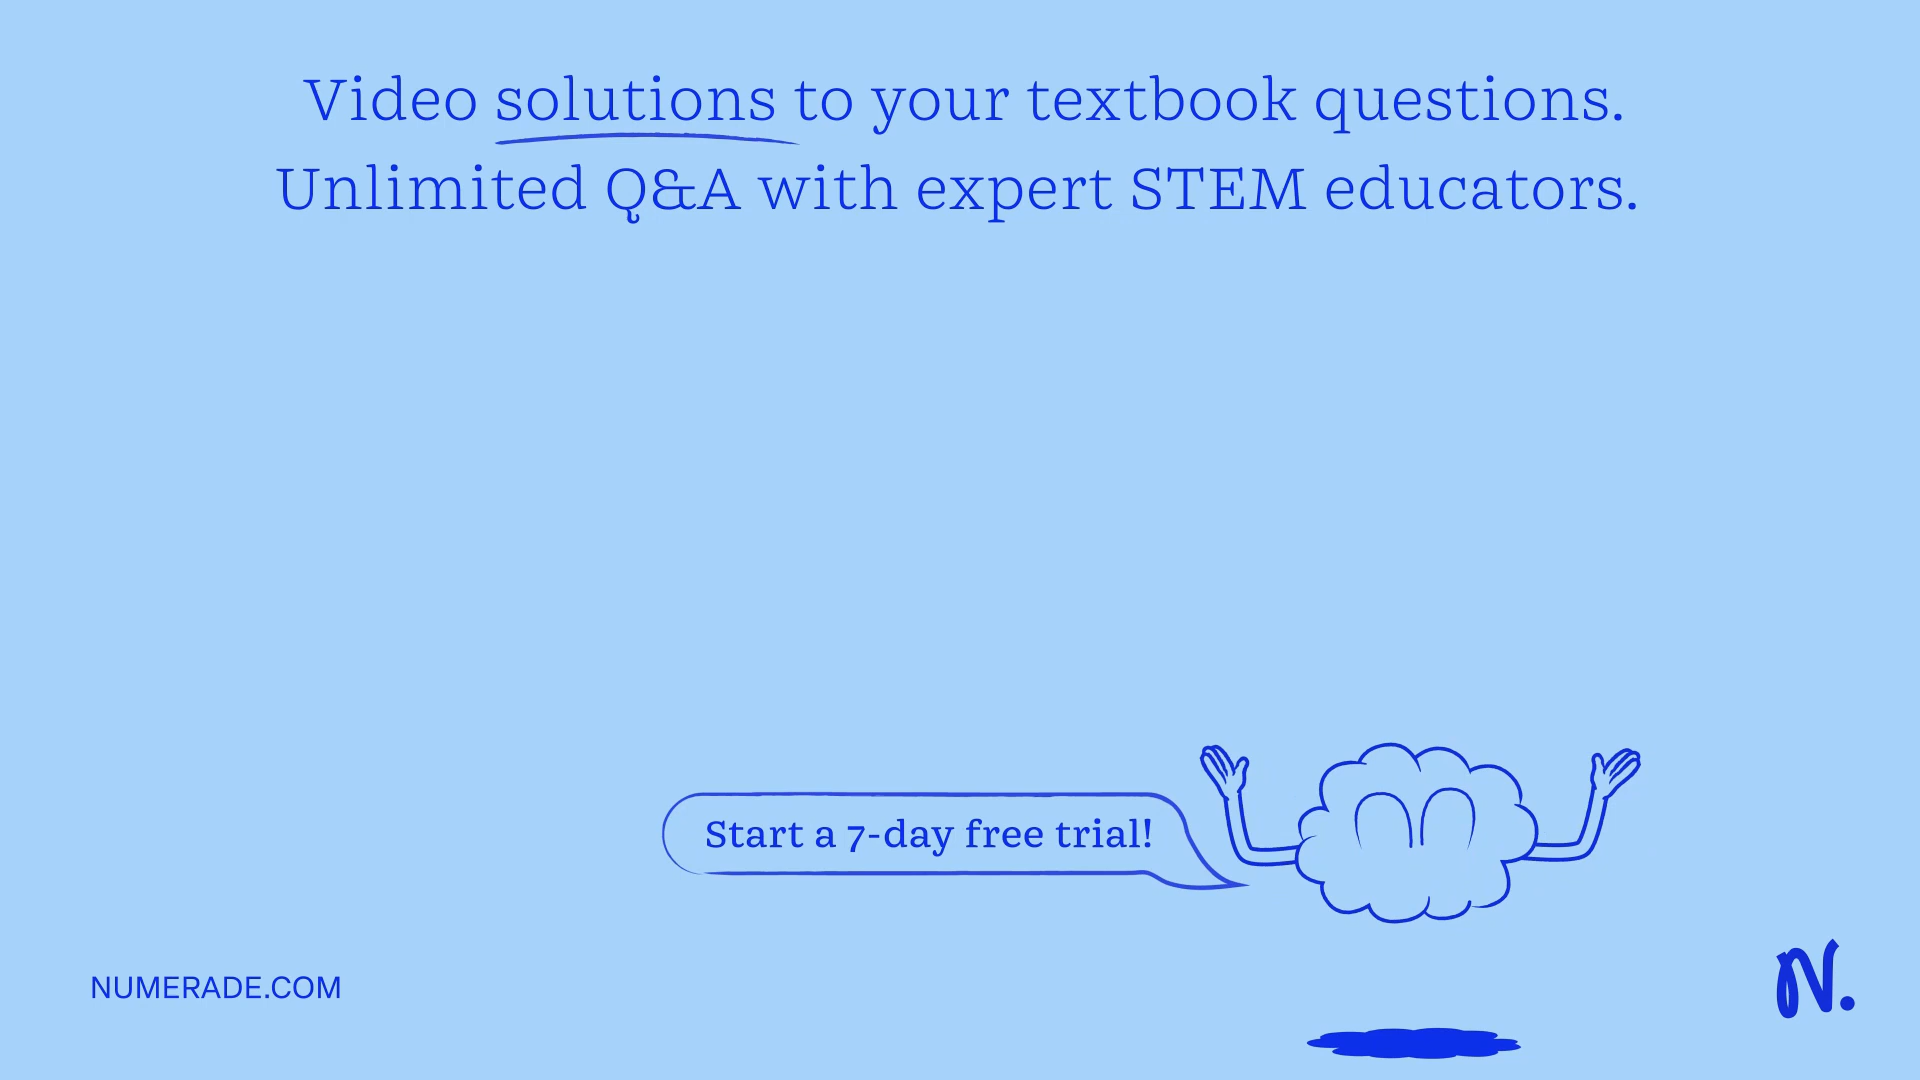 Video solutions to your textbook questions.
Unlimited Q&A with expert STEM educators.
Start a 7-day free trial!
NUMERADE.COM
N.